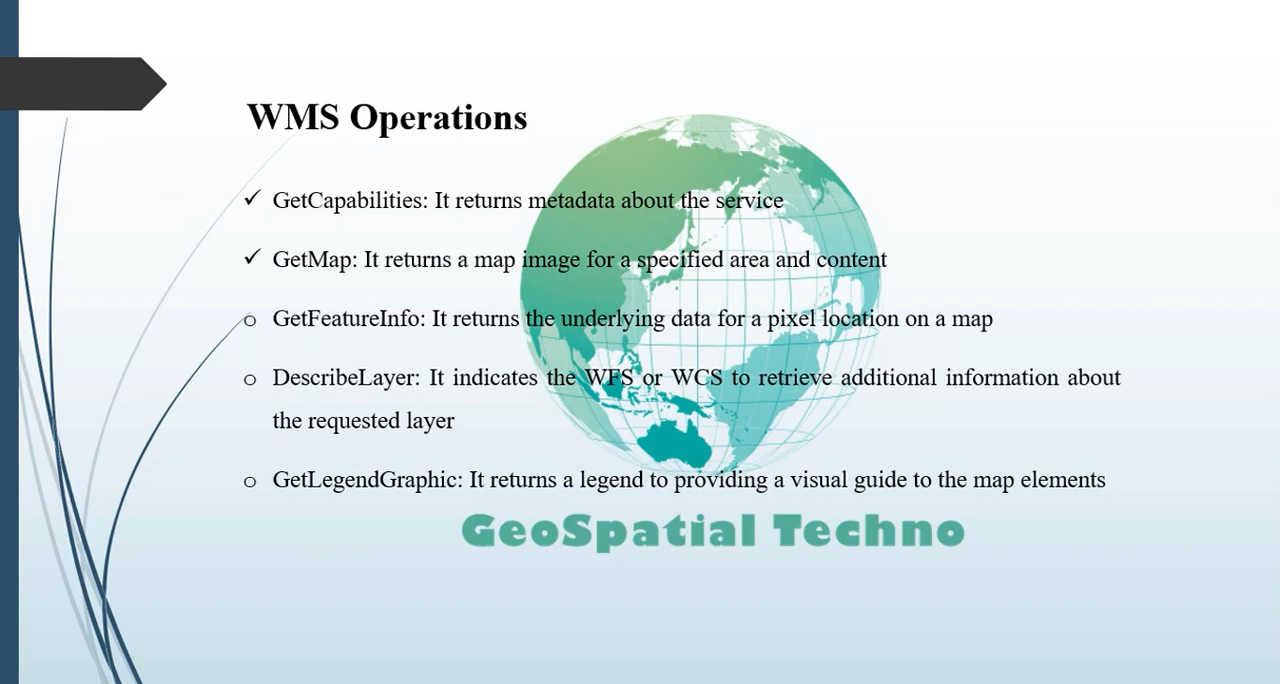 WMS Operations
✓ GetCapabilities: It returns metadata about the service
✓ GetMap: It returns a map image for a specified area and content
o GetFeatureInfo: It returns the underlying data for a pixel location on a map
o DescribeLayer: It indicates the WFS or WCS to retrieve additional information about
the requested layer
o GetLegendGraphic: It returns a legend to providing a visual guide to the map elements
GeoSpatial Techno